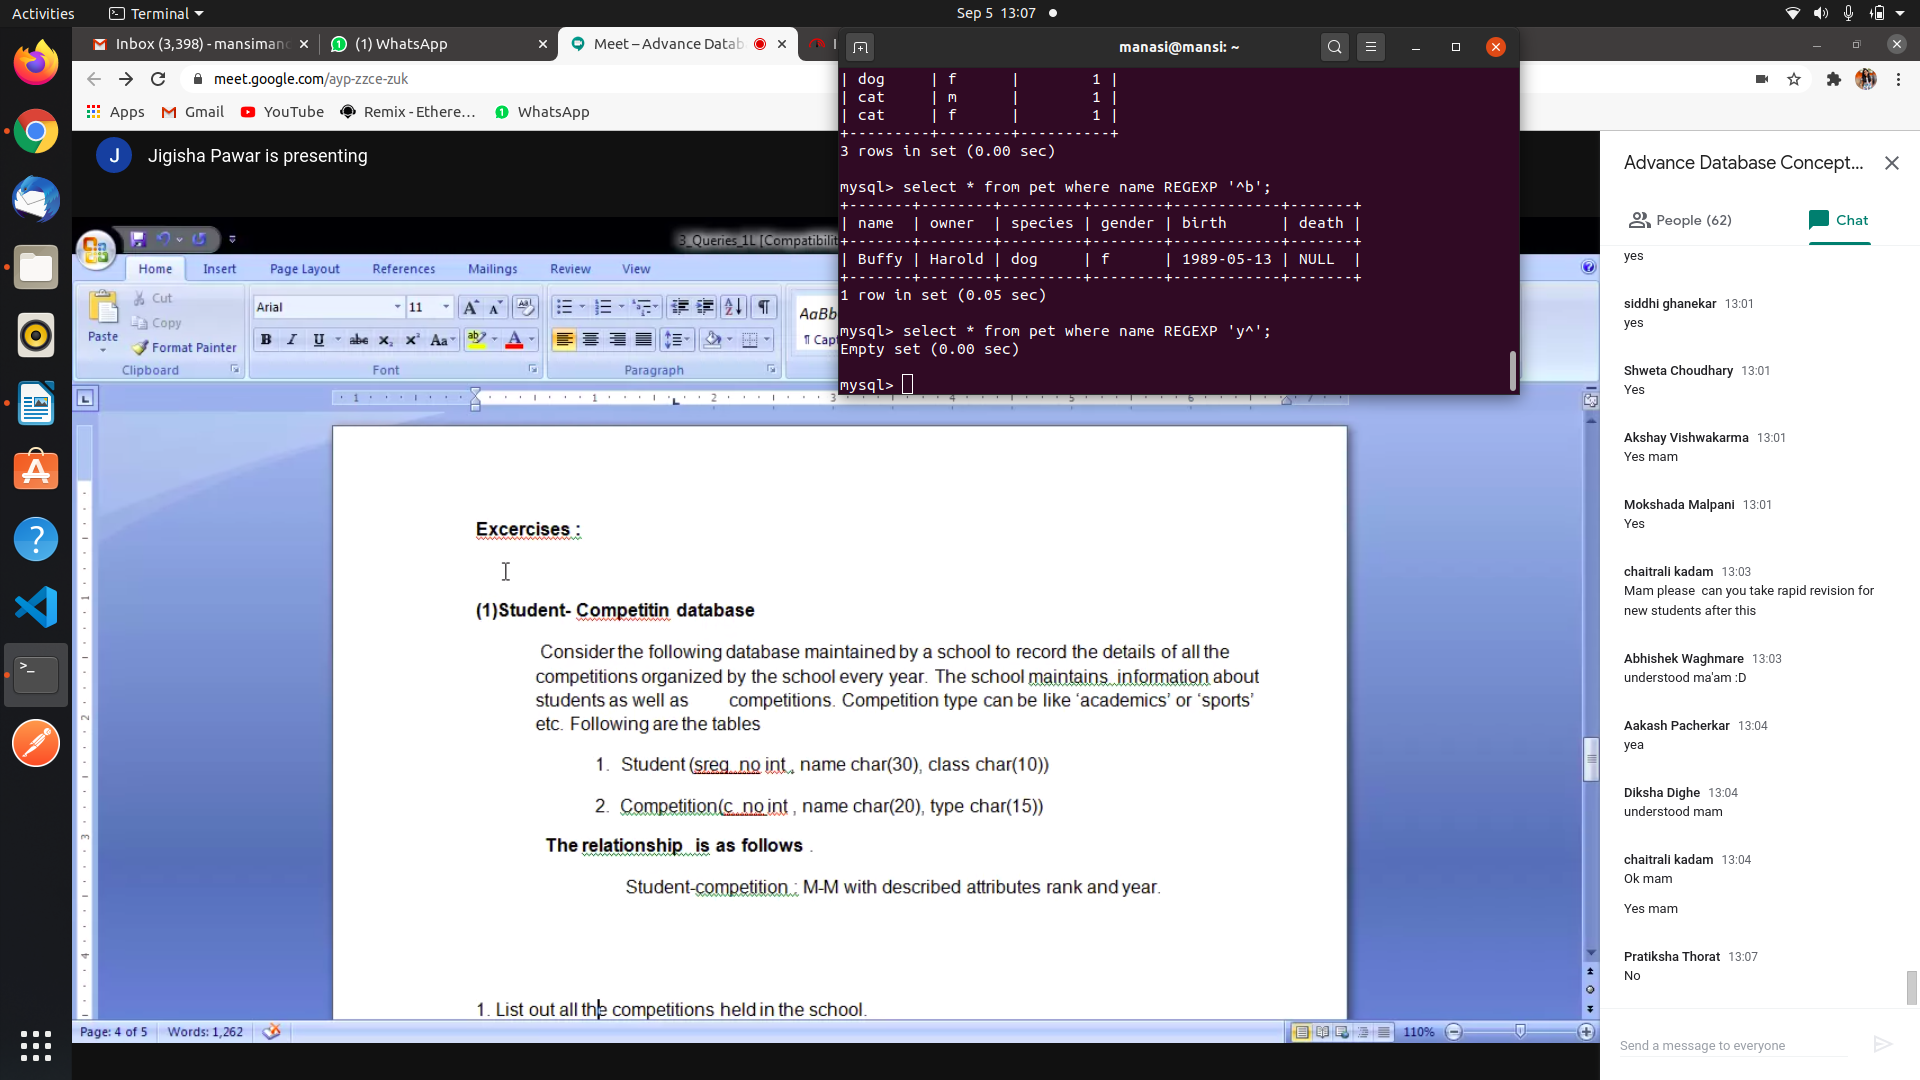 Activities
Terminal
Sep 5  13:07
Inbox (3,398) - mansimanc
(1) WhatsApp
Meet – Advance Datab
meet.google.com/ayp-zzce-zuk
Apps
Gmail
YouTube
Remix - Ethere...
WhatsApp
Jigisha Pawar is presenting
J
manasi@mansi: ~
| dog      | f      |        1 |
| cat      | m      |        1 |
| cat      | f      |        1 |
+---------+--------+----------+
3 rows in set (0.00 sec)
mysql> select * from pet where name REGEXP '^b';
+-------+--------+---------+--------+------------+-------+
| name  | owner  | species | gender | birth      | death |
+-------+--------+---------+--------+------------+-------+
| Buffy | Harold | dog     | f      | 1989-05-13 | NULL  |
+-------+--------+---------+--------+------------+-------+
1 row in set (0.05 sec)
mysql> select * from pet where name REGEXP 'y^';
Empty set (0.00 sec)
mysql>
3_Queries_1L [Compatibilit
Home
Insert
Page Layout
References
Mailings
Review
View
Paste
Cut
Copy
Format Painter
Clipboard
Arial
11
Font
Paragraph
AaBb
¶ Capt
Excercises :
(1)Student- Competitin database
Consider the following database maintained by a school to record the details of all the
competitions organized by the school every year. The school maintains information about
students as well as competitions. Competition type can be like ‘academics’ or ‘sports’
etc. Following are the tables
1. Student (sreg_no int , name char(30), class char(10))
2. Competition(c_no int , name char(20), type char(15))
The relationship is as follows .
Student-competition : M-M with described attributes rank and year.
1. List out all the competitions held in the school.
Page: 4 of 5
Words: 1,262
110%
Advance Database Concept...
People (62)
Chat
yes
siddhi ghanekar 13:01
yes
Shweta Choudhary 13:01
Yes
Akshay Vishwakarma 13:01
Yes mam
Mokshada Malpani 13:01
Yes
chaitrali kadam 13:03
Mam please can you take rapid revision for
new students after this
Abhishek Waghmare 13:03
understood ma'am :D
Aakash Pacherkar 13:04
yea
Diksha Dighe 13:04
understood mam
chaitrali kadam 13:04
Ok mam
Yes mam
Pratiksha Thorat 13:07
No
Send a message to everyone